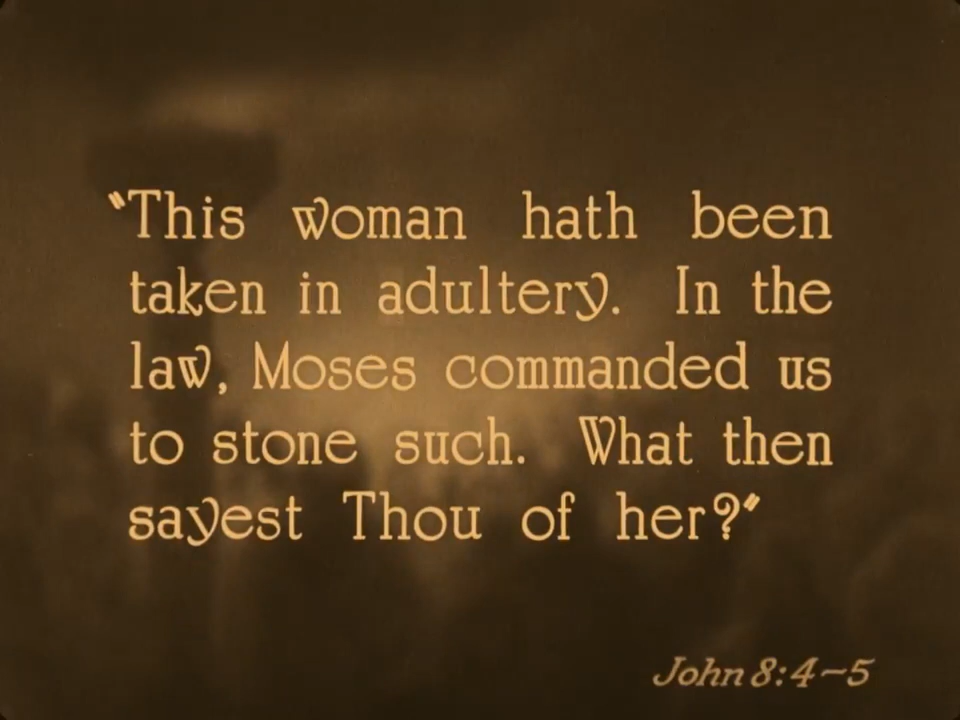 "This woman hath been
taken in adultery. In the
law, Moses commanded us
to stone such. What then
sayest Thou of her?"
John 8:4-5